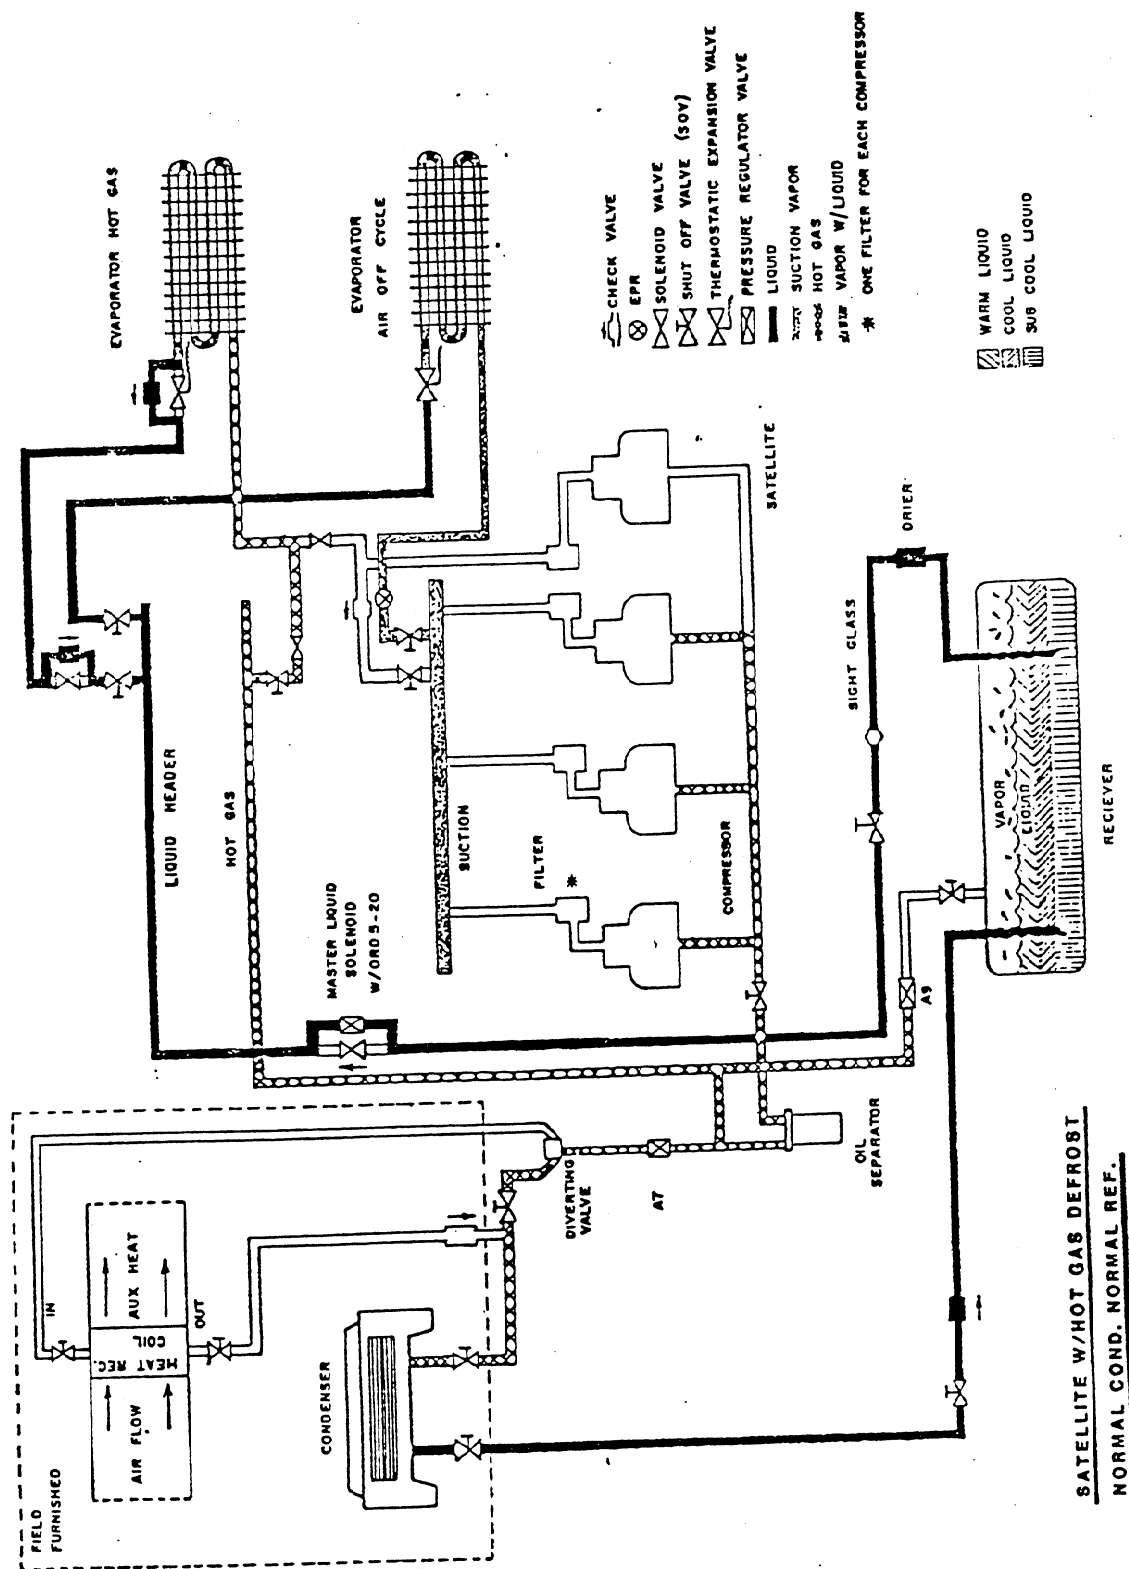 EVAPORATOR HOT GAS
EVAPORATOR
AIR OFF CYCLE
CHECK VALVE
EPR
SOLENOID VALVE
SHUT OFF VALVE (SOV)
THERMOSTATIC EXPANSION VALVE
PRESSURE REGULATOR VALVE
LIQUID
SUCTION VAPOR
HOT GAS
VAPOR W/LIQUID
* ONE FILTER FOR EACH COMPRESSOR
WARM LIQUID
COOL LIQUID
SUB COOL LIQUID
LIQUID HEADER
HOT GAS
SUCTION
MASTER LIQUID
SOLENOID
W/ORD 5-20
FILTER
*
COMPRESSOR
SATELLITE
SIGHT GLASS
DRIER
VAPOR
LIQUID
RECIEVER
A9
FIELD
FURNISHED
IN
OUT
AIR FLOW
HEAT REC.
COIL
AUX HEAT
CONDENSER
DIVERTING
VALVE
A7
OIL
SEPARATOR
SATELLITE W/HOT GAS DEFROST
NORMAL COND. NORMAL REF.